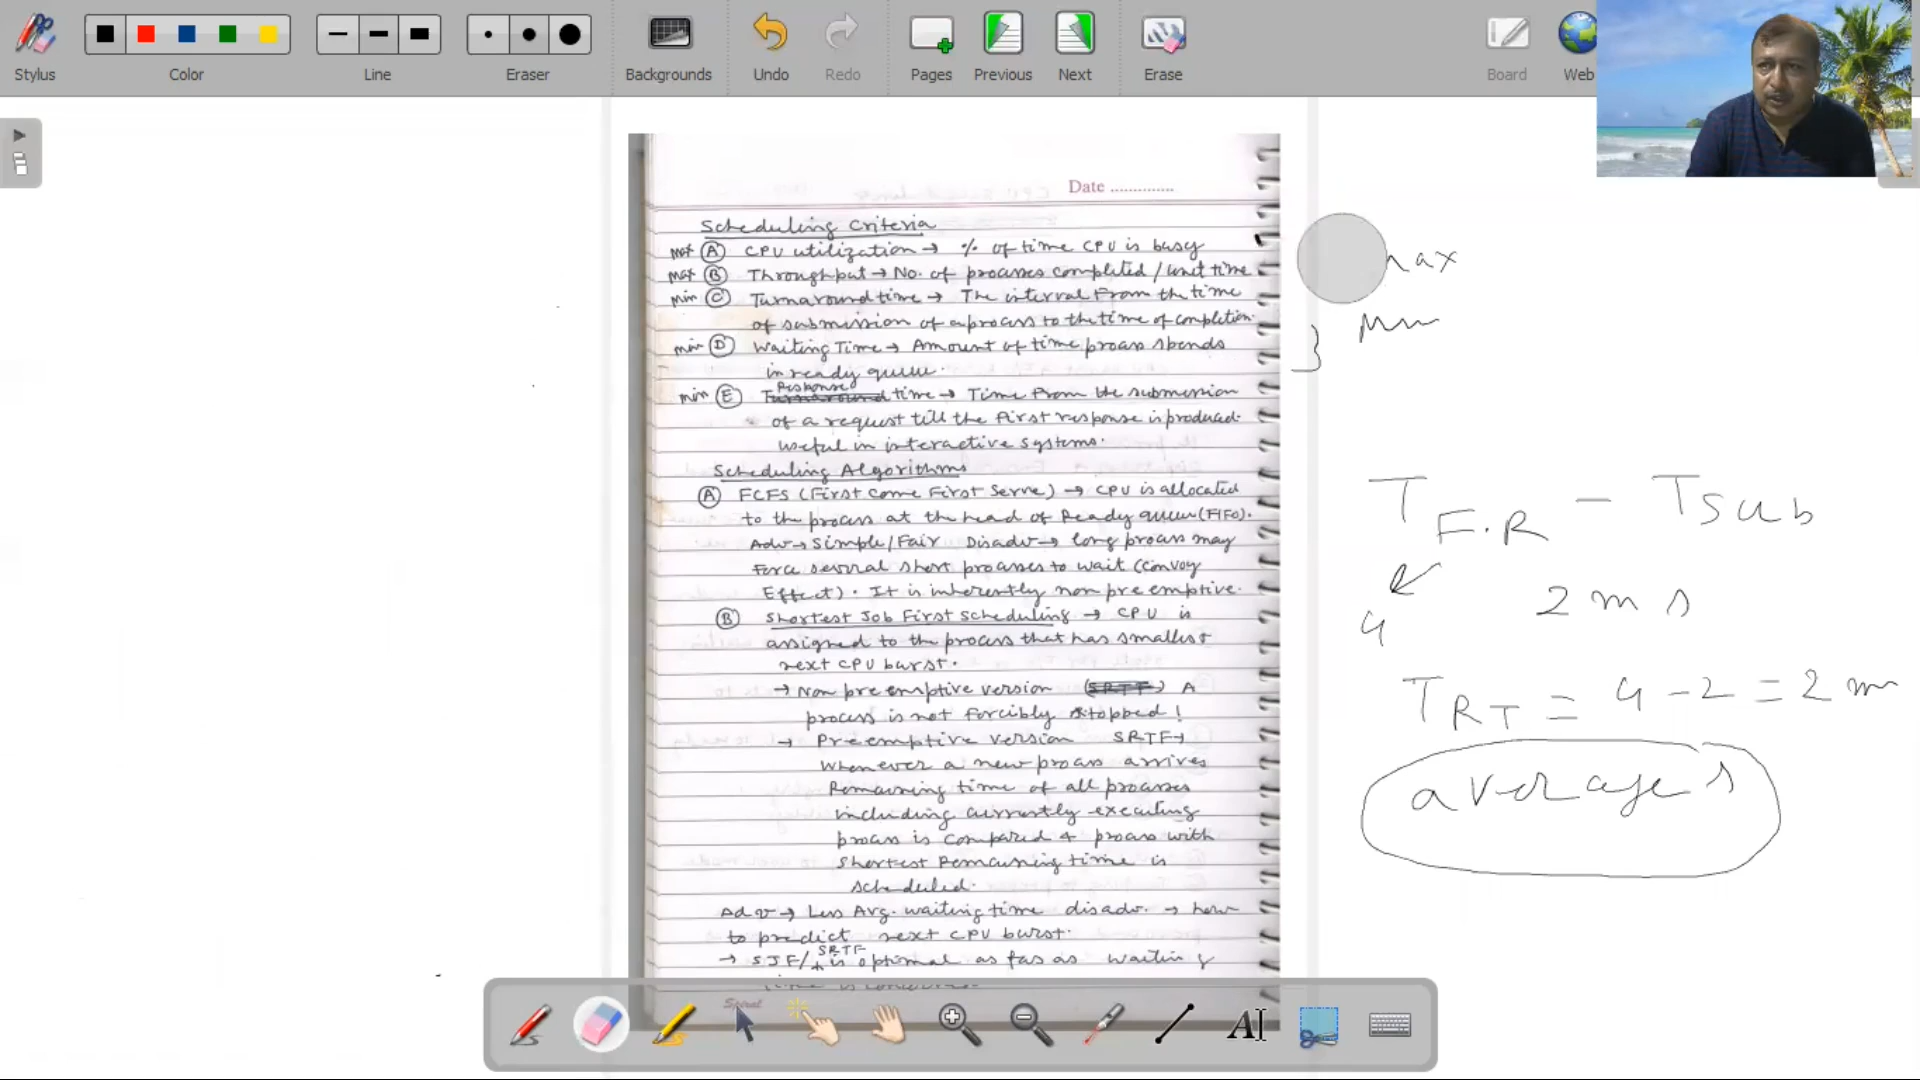 Stylus
Color
Line
Eraser
Backgrounds
Undo
Redo
Pages
Previous
Next
Erase
Board
Web
Date ..............
Scheduling Criteria
max A CPU utilization → % of time CPU is busy
max B Throughput → No. of processes completed / unit time
min C Turnaround time → The interval from the time
of submission of a process to the time of completion.
min D Waiting Time → Amount of time process spends
in ready queue.
Response
min E Turnaround time → Time from the submission
of a request till the first response is produced.
useful in interactive systems.
Scheduling Algorithms
A FCFS (First Come First Serve) → CPU is allocated
to the process at the head of Ready queue (FIFO).
Adv → Simple/Fair Disadv → long process may
force several short processes to wait (Convoy
Effect). It is inherently non preemptive.
B Shortest Job First Scheduling → CPU is
assigned to the process that has smallest
next CPU burst.
→ Non preemptive version (SRTF) A
process is not forcibly stopped!
→ Preemptive version SRTF →
whenever a new process arrives
Remaining time of all processes
including currently executing
process is compared & process with
shortest Remaining time is
scheduled.
Adv → Less Avg. waiting time disadv. → how
to predict next CPU burst.
SRTF
→ SJF/ is optimal as far as waiting
Spiral
ax
Min
T F.R - Tsub
4
2 ms
T RT = 4 - 2 = 2 m
averages
A